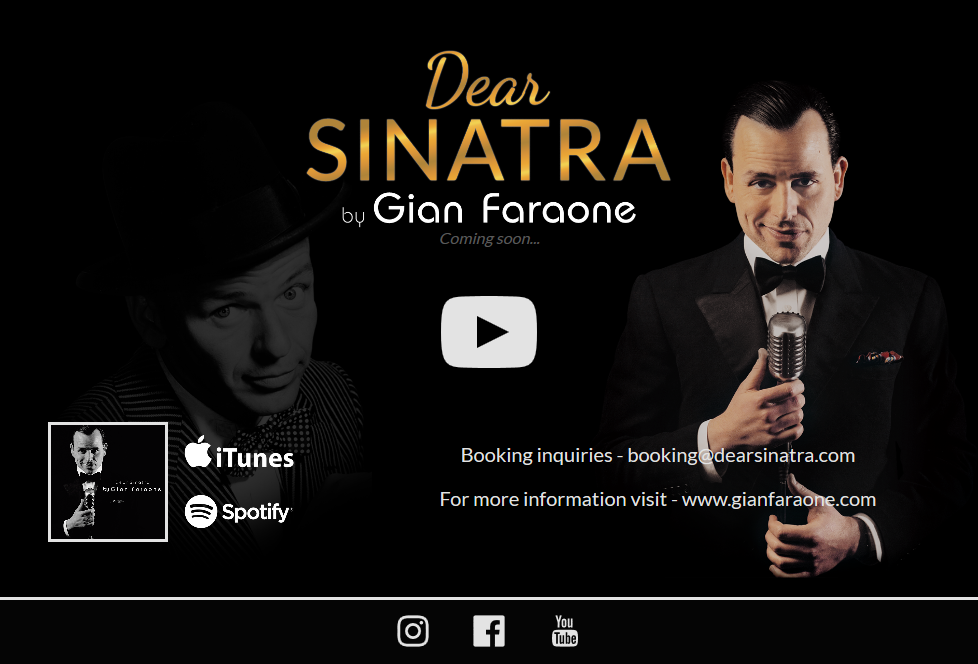 Dear
SINATRA
by Gian Faraone
Coming soon...
by Gian Faraone
iTunes
Spotify
Booking inquiries - booking@dearsinatra.com
For more information visit - www.gianfaraone.com
You
Tube